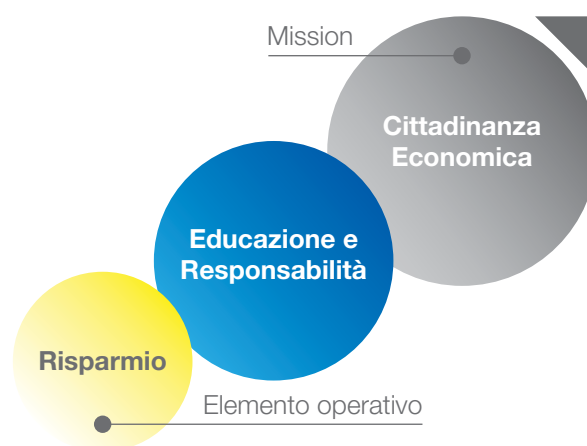 Mission
Cittadinanza
Economica
Educazione e
Responsabilità
Risparmio
Elemento operativo